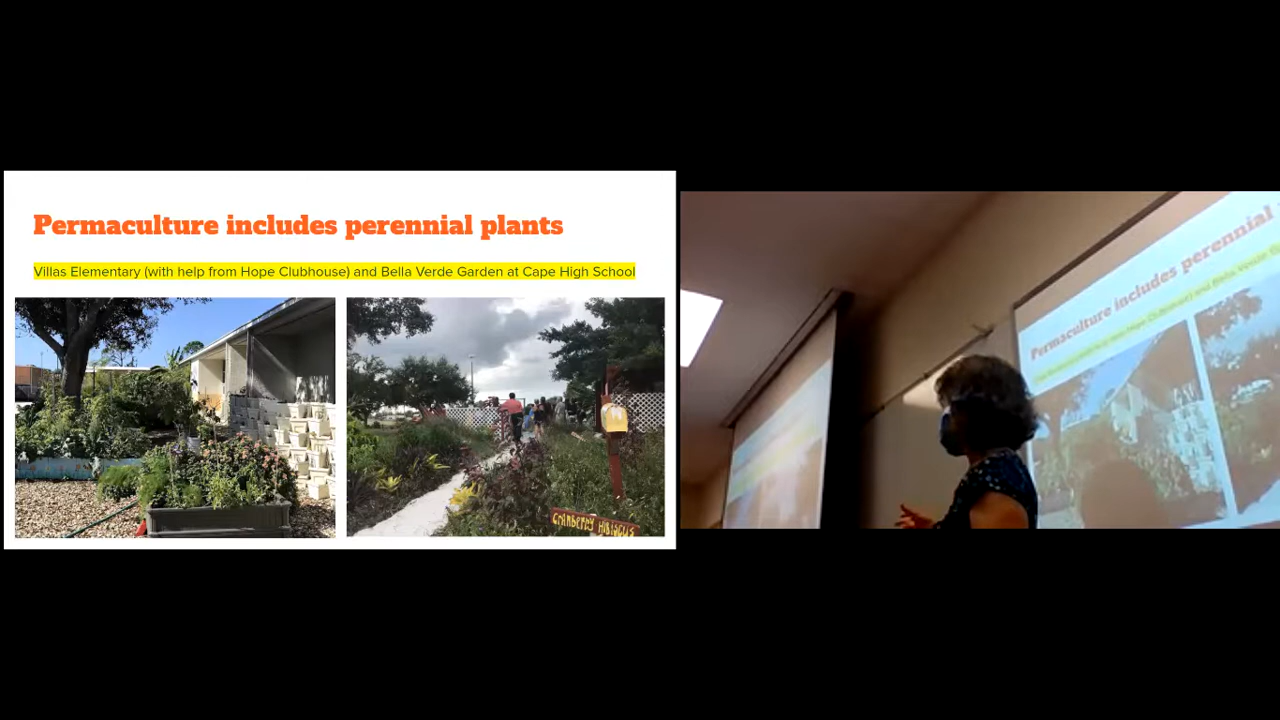 Permaculture includes perennial plants
Villas Elementary (with help from Hope Clubhouse) and Bella Verde Garden at Cape High School
CRANBERRY HIBISCUS
Permaculture includes perennial